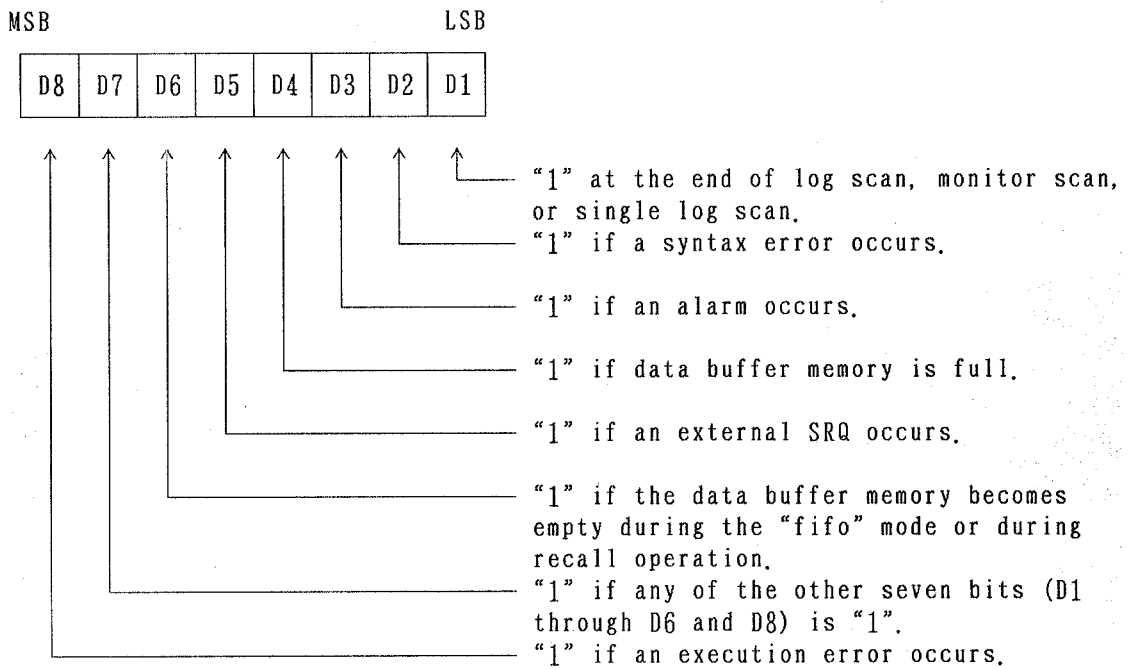 MSB LSB
D8 D7 D6 D5 D4 D3 D2 D1
“1” at the end of log scan, monitor scan,
or single log scan.
“1” if a syntax error occurs.
“1” if an alarm occurs.
“1” if data buffer memory is full.
“1” if an external SRQ occurs.
“1” if the data buffer memory becomes
empty during the “fifo” mode or during
recall operation.
“1” if any of the other seven bits (D1
through D6 and D8) is “1”.
“1” if an execution error occurs.